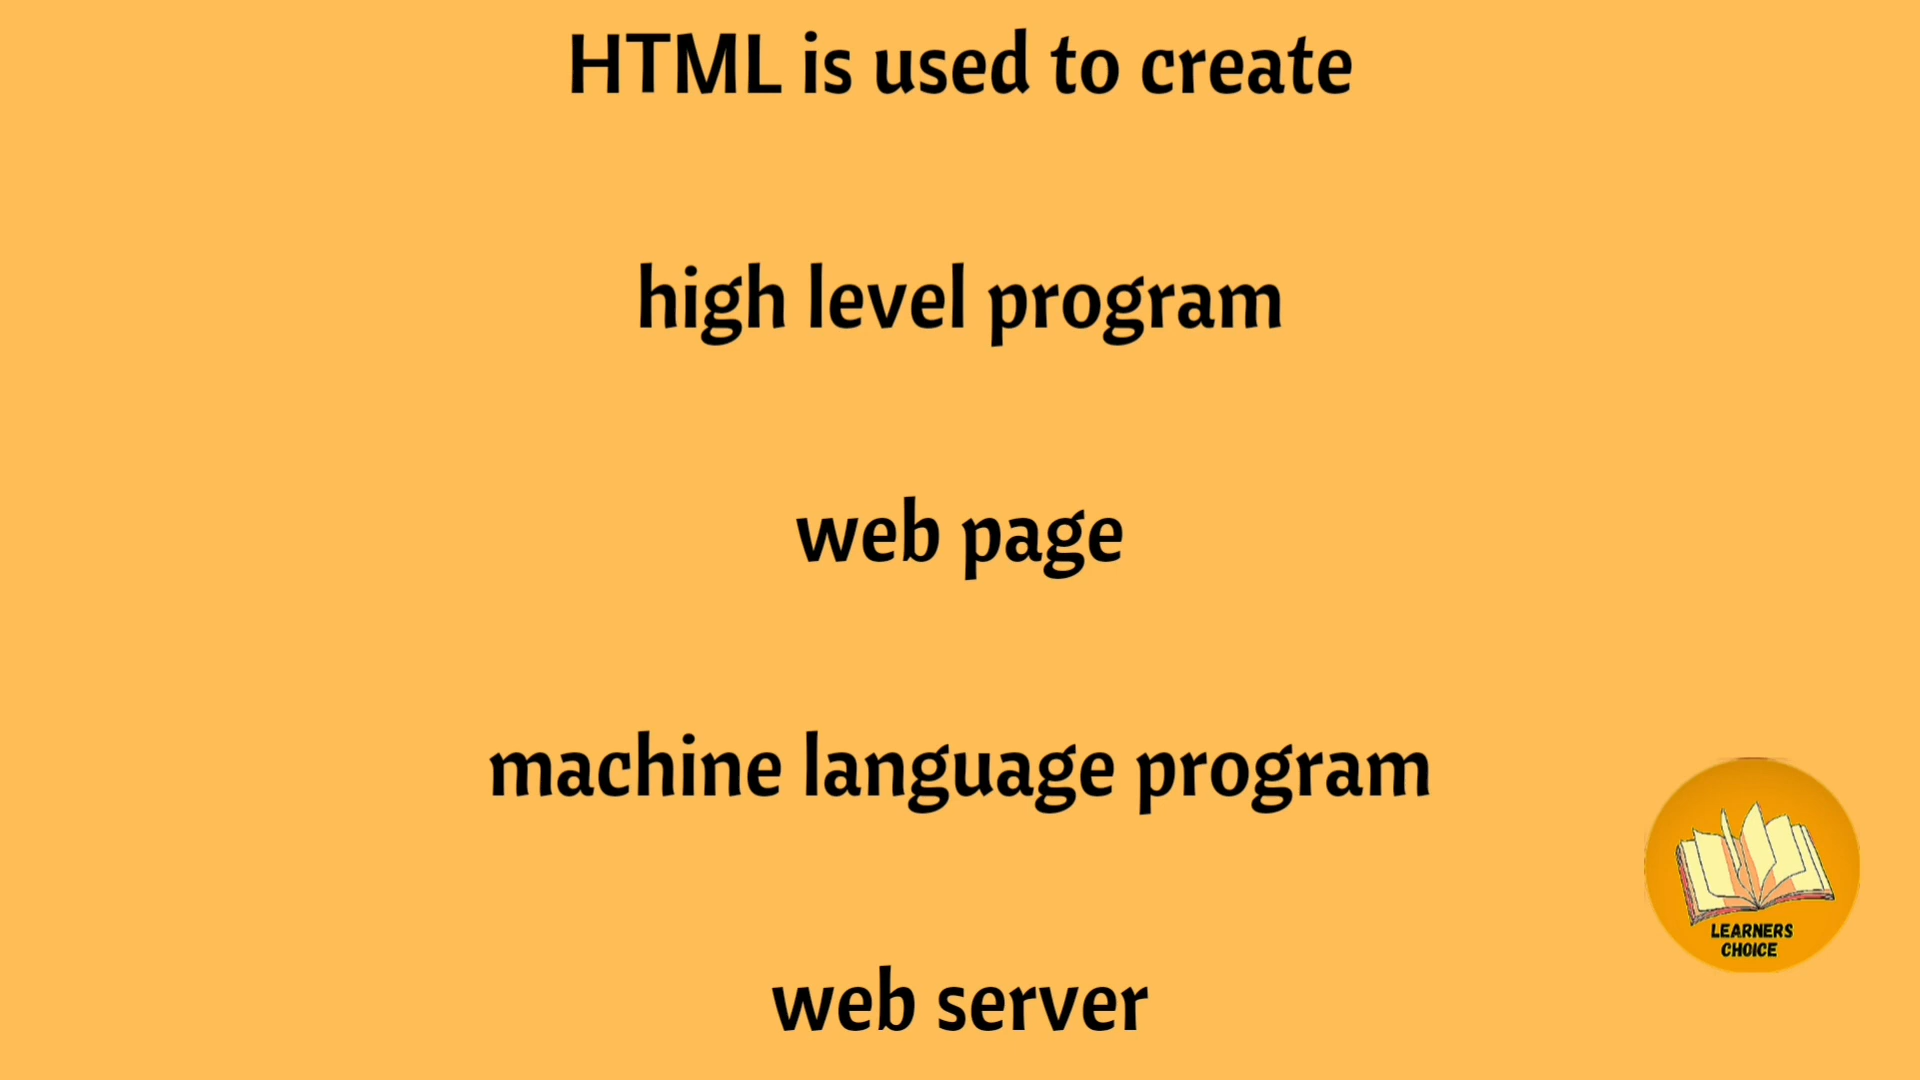 HTML is used to create
high level program
web page
machine language program
web server
LEARNERS
CHOICE